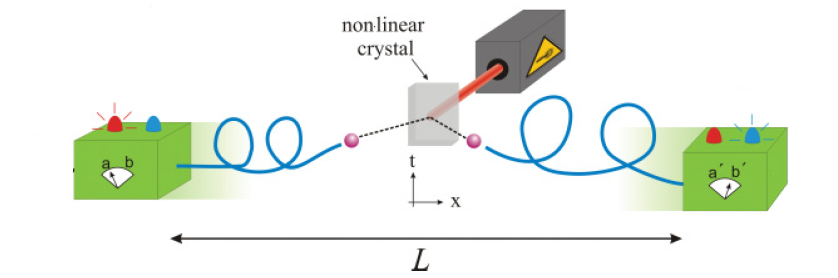 non-linear
crystal
a b
a´ b´
t
x
L